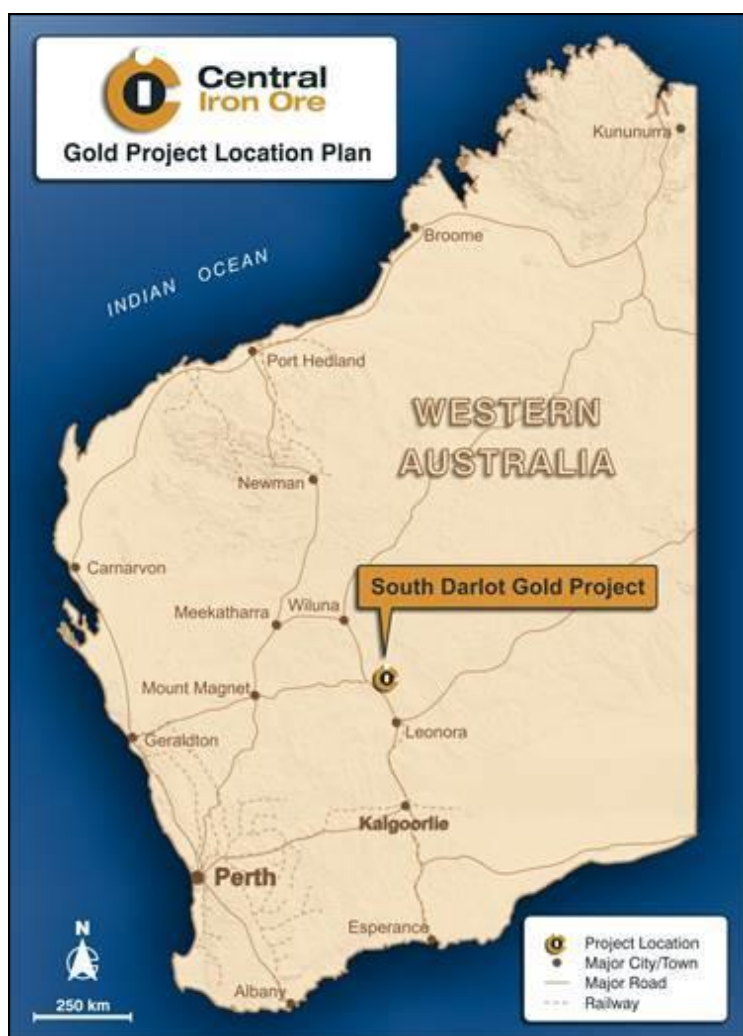 Central
Iron Ore
Gold Project Location Plan
Kununurra
Broome
INDIAN OCEAN
Port Hedland
WESTERN
AUSTRALIA
Newman
Carnarvon
South Darlot Gold Project
Meekatharra
Wiluna
Mount Magnet
Leonora
Geraldton
Kalgoorlie
Perth
Esperance
Albany
N
250 km
Project Location
Major City/Town
Major Road
Railway